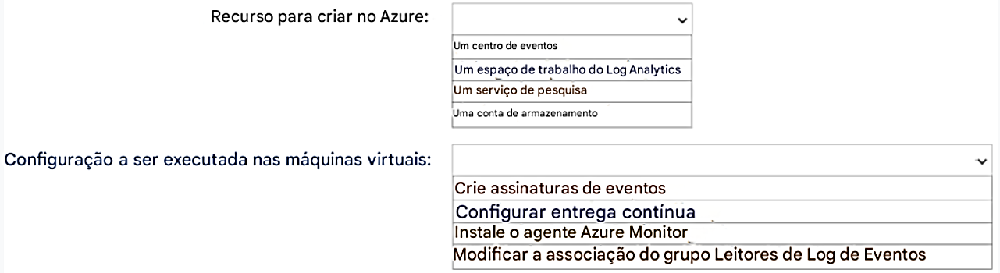 Recurso para criar no Azure:
Um centro de eventos
Um espaço de trabalho do Log Analytics
Um serviço de pesquisa
Uma conta de armazenamento
Configuração a ser executada nas máquinas virtuais:
Crie assinaturas de eventos
Configurar entrega contínua
Instale o agente Azure Monitor
Modificar a associação do grupo Leitores de Log de Eventos